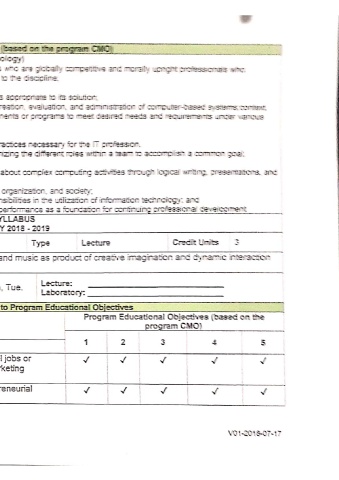 (based on the program CMO)
ology)
s who are globally competitive and morally upright professionals who:
to the discipline;
s appropriate to its solution;
reation, evaluation, and administration of computer-based systems/context,
nents or programs to meet desired needs and requirements under various
ractices necessary for the IT profession.
nizing the different roles within a team to accomplish a common goal;
about complex computing activities through logical writing, presentations, and
organization, and society;
nsibilities in the utilization of information technology; and
performance as a foundation for continuing professional development
YLLABUS
Y 2018 - 2019
Type Lecture Credit Units 3
and music as product of creative imagination and dynamic interaction
, Tue. Lecture:
Laboratory:
to Program Educational Objectives
Program Educational Objectives (based on the
program CMO)
1 2 3 4 5
l jobs or ✓ ✓ ✓ ✓ ✓
keting
reneurial ✓ ✓ ✓ ✓ ✓
V01-2018-07-17